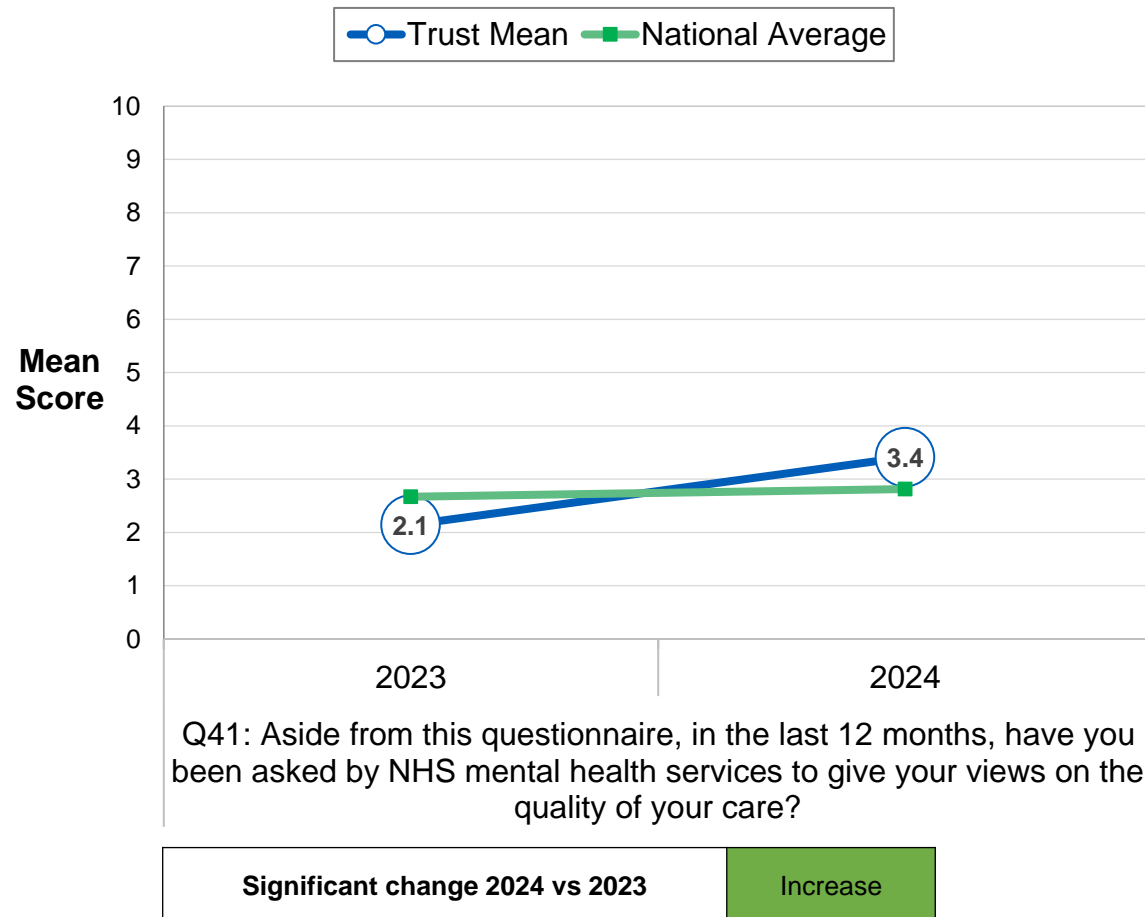 Trust Mean National Average
10
9
8
7
6
5
4
3
2
1
0
Mean
Score
2.1
3.4
2023 2024
Q41: Aside from this questionnaire, in the last 12 months, have you
been asked by NHS mental health services to give your views on the
quality of your care?
Significant change 2024 vs 2023 Increase